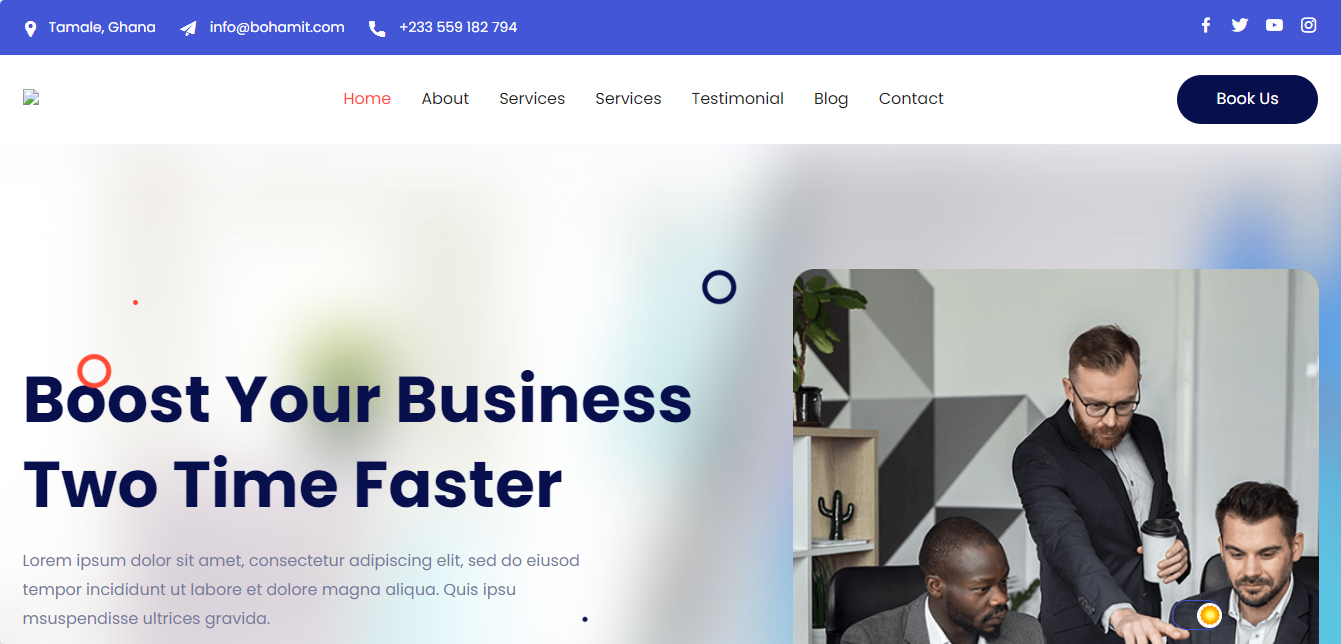 Tamale, Ghana info@bohamit.com +233 559 182 794
Home About Services Services Testimonial Blog Contact Book Us
Boost Your Business
Two Time Faster
Lorem ipsum dolor sit amet, consectetur adipiscing elit, sed do eiusod
tempor incididunt ut labore et dolore magna aliqua. Quis ipsu
msuspendisse ultrices gravida.